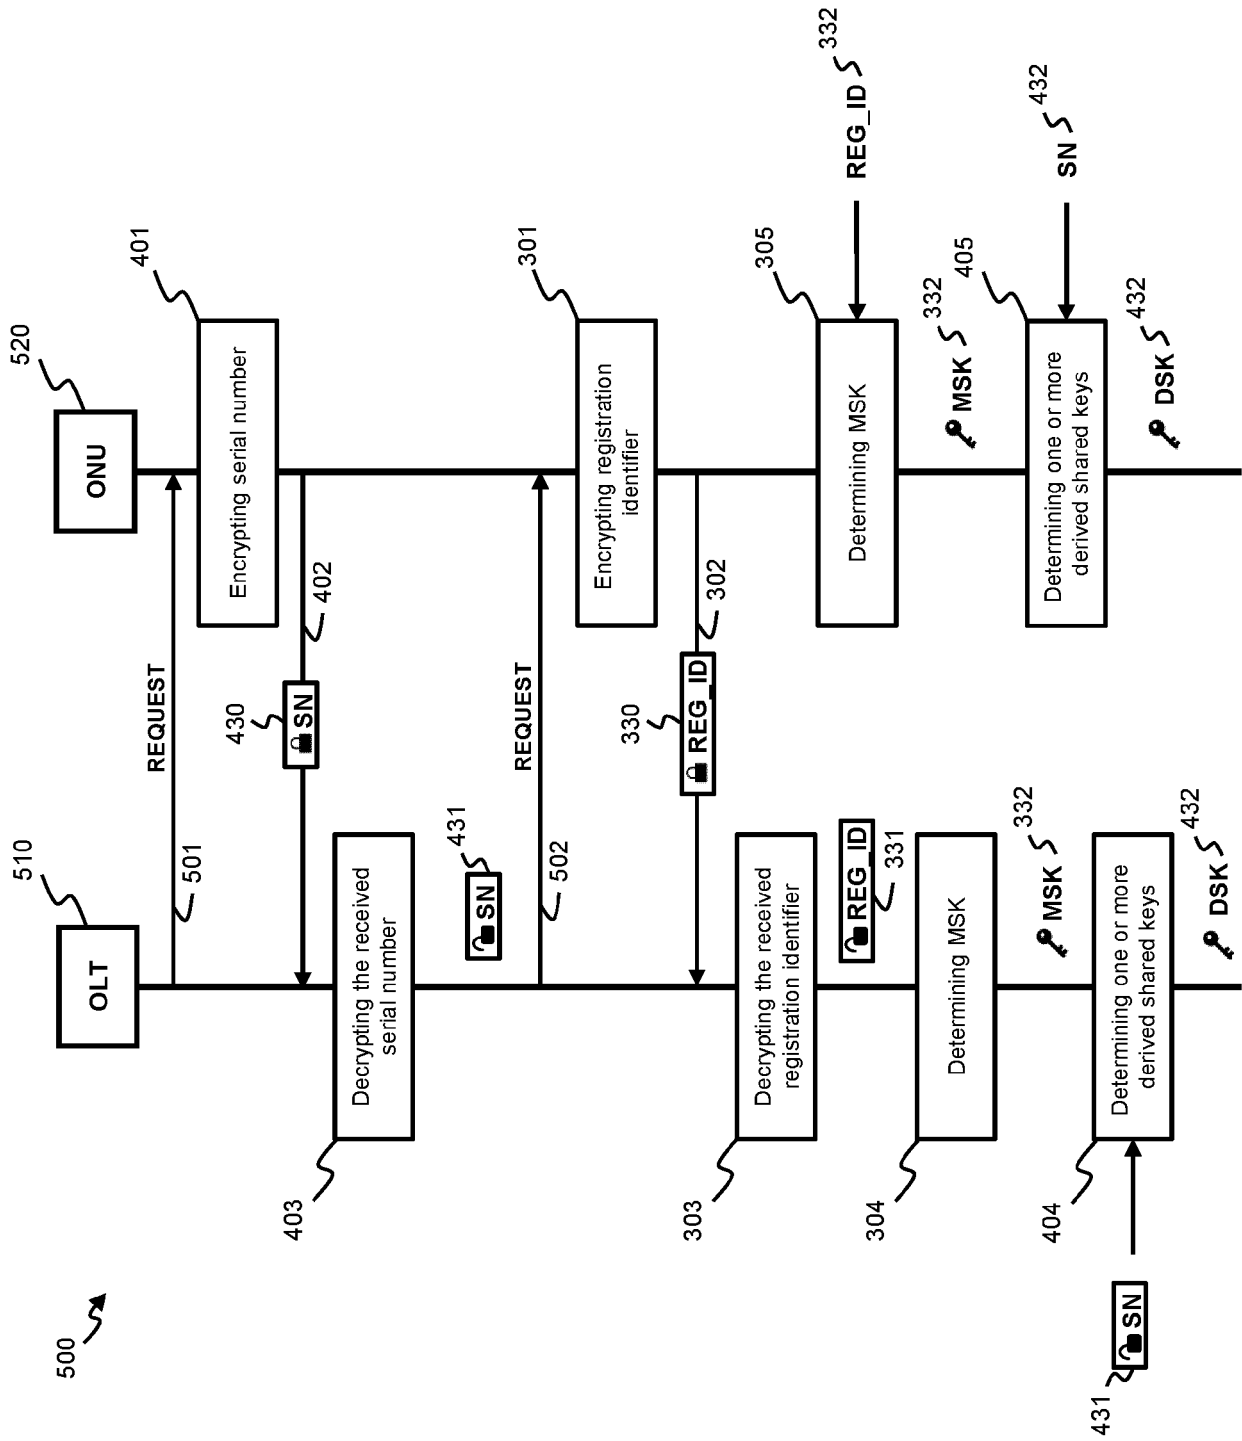 500
510
OLT
520
ONU
REQUEST
501
401
Encrypting serial number
430
SN
402
403
Decrypting the received
serial number
SN
431
REQUEST
502
301
Encrypting registration
identifier
330
REG_ID
302
303
Decrypting the received
registration identifier
REG_ID
331
305
Determining MSK
REG_ID
332
304
Determining MSK
MSK
332
MSK
332
405
Determining one or more
derived shared keys
SN
432
404
Determining one or more
derived shared keys
431
SN
DSK
432
DSK
432